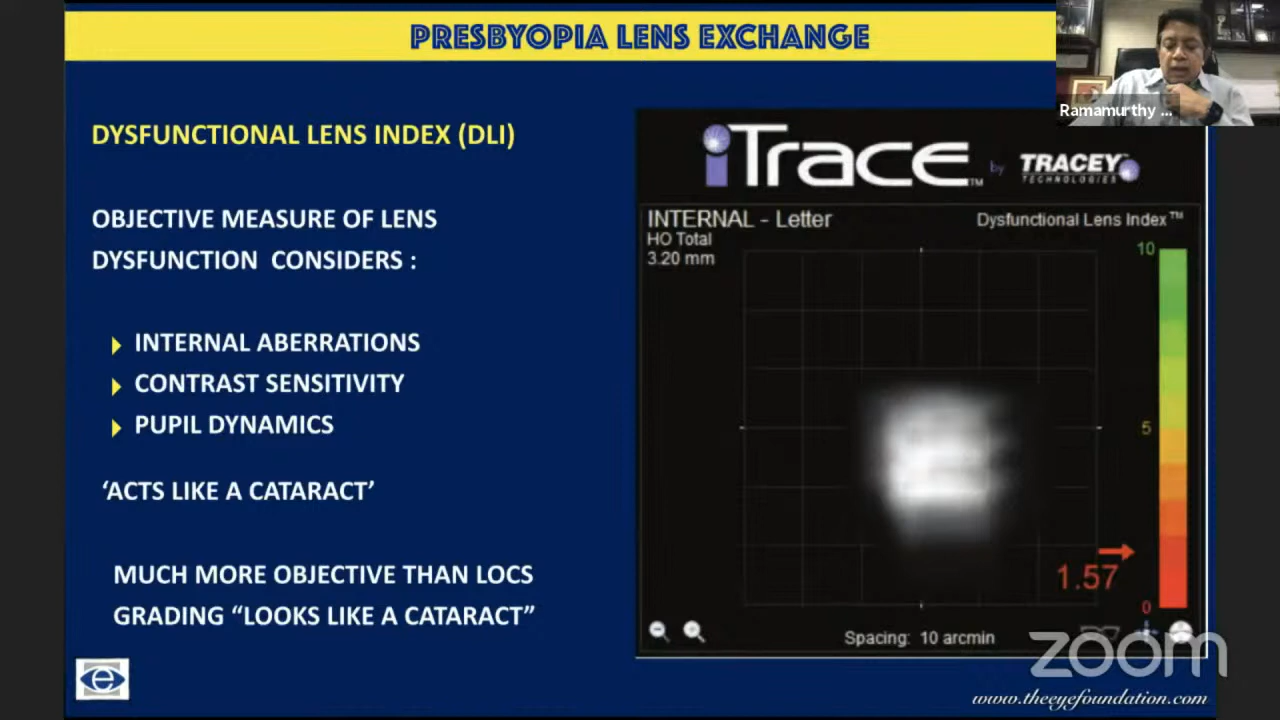 PRESBYOPIA LENS EXCHANGE
Ramamurthy ...
DYSFUNCTIONAL LENS INDEX (DLI)
OBJECTIVE MEASURE OF LENS
DYSFUNCTION CONSIDERS :
INTERNAL ABERRATIONS
CONTRAST SENSITIVITY
PUPIL DYNAMICS
‘ACTS LIKE A CATARACT’
MUCH MORE OBJECTIVE THAN LOCS
GRADING “LOOKS LIKE A CATARACT”
iTrace™ by TRACEY™
TECHNOLOGIES
INTERNAL - Letter
Dysfunctional Lens Index™
HO Total
3.20 mm
10
5
1.57
0
Spacing: 10 arcmin
zoom
www.theeyefoundation.com